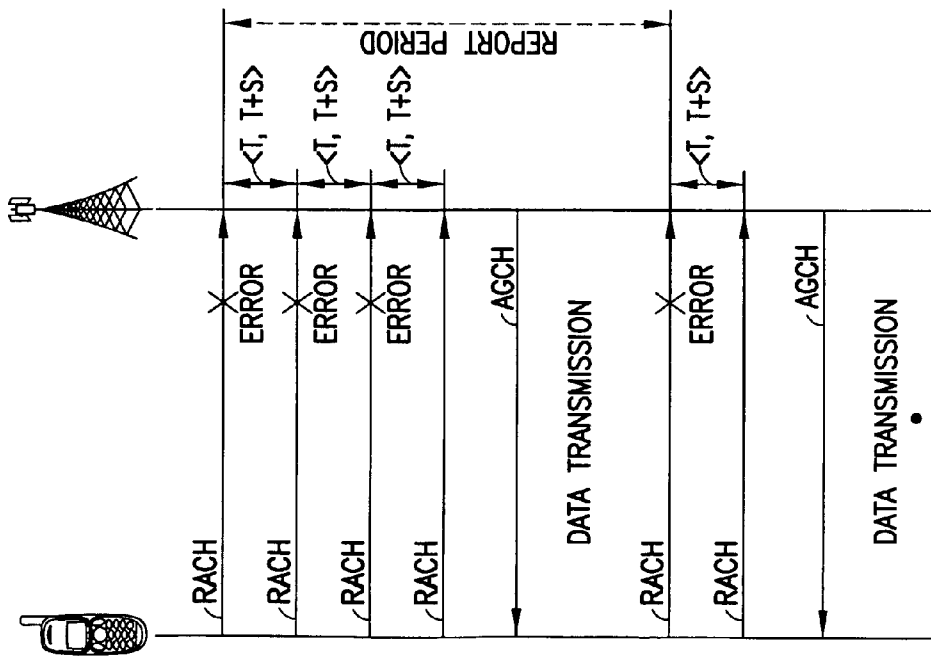 RACH
ERROR
<T, T+S>
RACH
ERROR
<T, T+S>
RACH
ERROR
<T, T+S>
RACH
REPORT PERIOD
AGCH
DATA TRANSMISSION
RACH
ERROR
<T, T+S>
RACH
AGCH
DATA TRANSMISSION